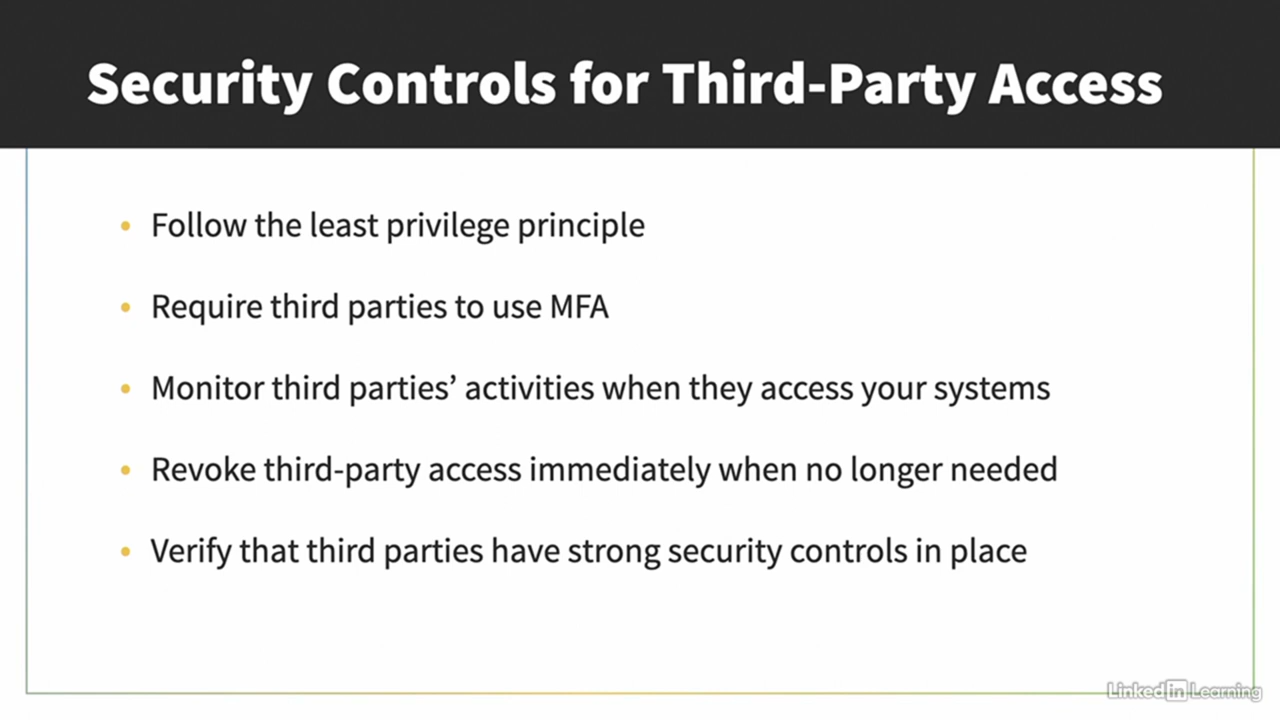 Security Controls for Third-Party Access
• Follow the least privilege principle
• Require third parties to use MFA
• Monitor third parties’ activities when they access your systems
• Revoke third-party access immediately when no longer needed
• Verify that third parties have strong security controls in place
Linked in Learning